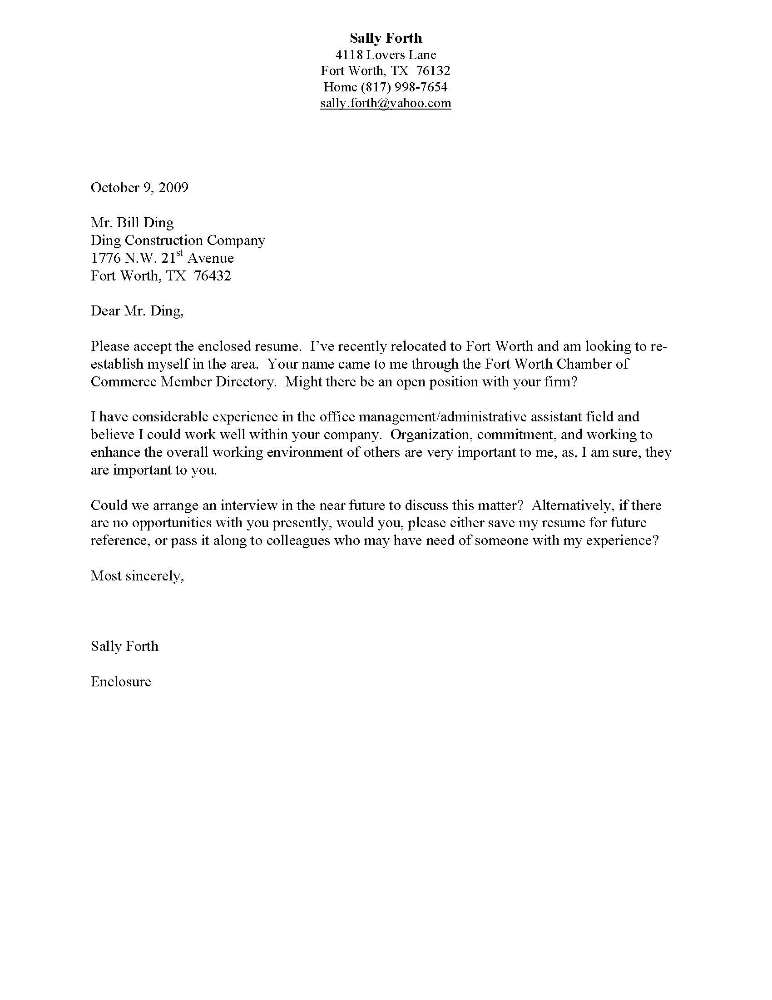 Sally Forth
4118 Lovers Lane
Fort Worth, TX  76132
Home (817) 998-7654
sally.forth@yahoo.com
October 9, 2009
Mr. Bill Ding
Ding Construction Company
1776 N.W. 21st Avenue
Fort Worth, TX  76432
Dear Mr. Ding,
Please accept the enclosed resume.  I’ve recently relocated to Fort Worth and am looking to re-
establish myself in the area.  Your name came to me through the Fort Worth Chamber of
Commerce Member Directory.  Might there be an open position with your firm?
I have considerable experience in the office management/administrative assistant field and
believe I could work well within your company.  Organization, commitment, and working to
enhance the overall working environment of others are very important to me, as, I am sure, they
are important to you.
Could we arrange an interview in the near future to discuss this matter?  Alternatively, if there
are no opportunities with you presently, would you, please either save my resume for future
reference, or pass it along to colleagues who may have need of someone with my experience?
Most sincerely,
Sally Forth
Enclosure